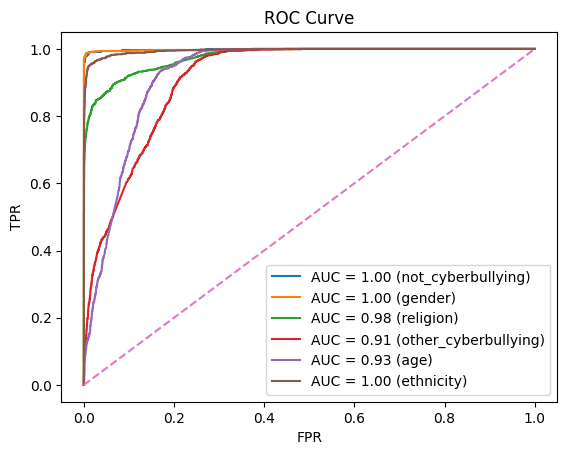 ROC Curve
TPR
1.0
0.8
0.6
0.4
0.2
0.0
AUC = 1.00 (not_cyberbullying)
AUC = 1.00 (gender)
AUC = 0.98 (religion)
AUC = 0.91 (other_cyberbullying)
AUC = 0.93 (age)
AUC = 1.00 (ethnicity)
0.0 0.2 0.4 0.6 0.8 1.0
FPR